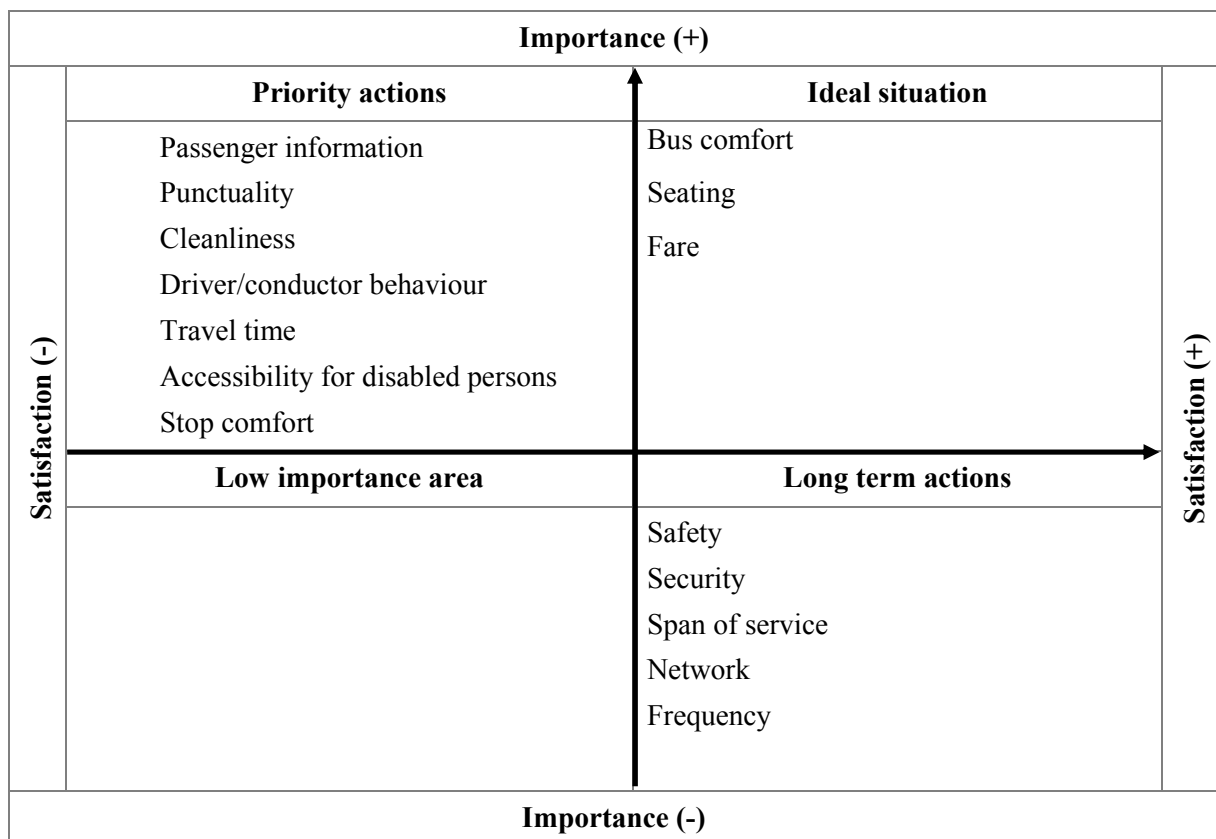 Importance (+)
Satisfaction (-)
Priority actions
Passenger information
Punctuality
Cleanliness
Driver/conductor behaviour
Travel time
Accessibility for disabled persons
Stop comfort
Ideal situation
Bus comfort
Seating
Fare
Low importance area
Long term actions
Safety
Security
Span of service
Network
Frequency
Satisfaction (+)
Importance (-)